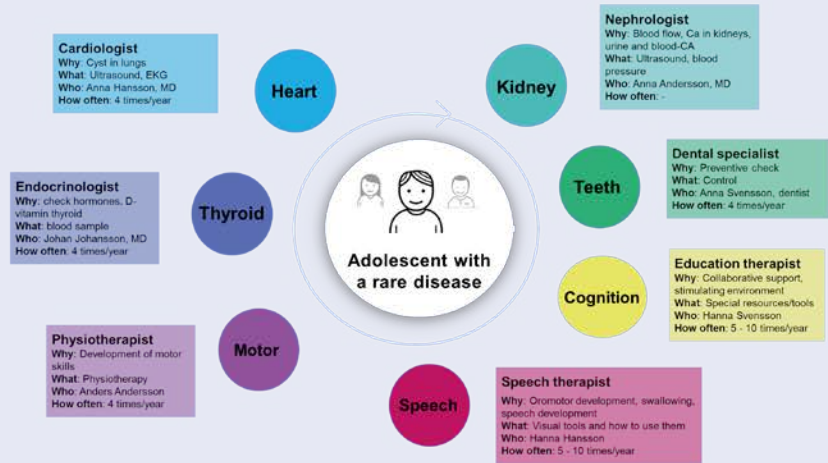 Cardiologist
Why: Cyst in lungs
What: Ultrasound, EKG
Who: Anna Hansson, MD
How often: 4 times/year
Heart
Nephrologist
Why: Blood flow, Ca in kidneys,
urine and blood-CA
What: Ultrasound, blood
pressure
Who: Anna Andersson, MD
How often: -
Kidney
Endocrinologist
Why: check hormones, D-
vitamin thyroid
What: blood sample
Who: Johan Johansson, MD
How often: 4 times/year
Thyroid
Adolescent with
a rare disease
Teeth
Dental specialist
Why: Preventive check
What: Control
Who: Anna Svensson, dentist
How often: 4 times/year
Cognition
Education therapist
Why: Collaborative support,
stimulating environment
What: Special resources/tools
Who: Hanna Svensson
How often: 5 - 10 times/year
Physiotherapist
Why: Development of motor
skills
What: Physiotherapy
Who: Anders Andersson
How often: 4 times/year
Motor
Speech
Speech therapist
Why: Oromotor development, swallowing,
speech development
What: Visual tools and how to use them
Who: Hanna Hansson
How often: 5 - 10 times/year